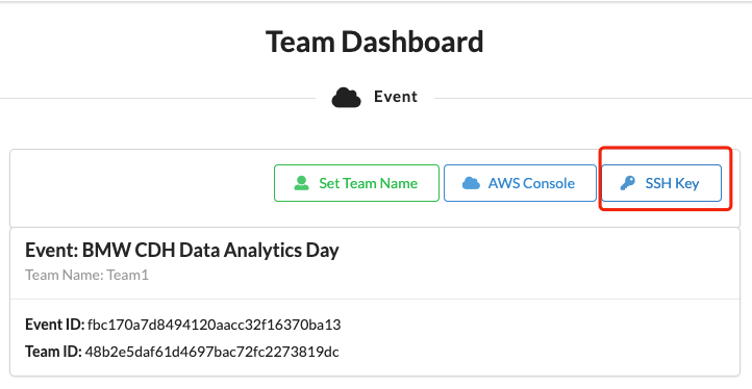 Team Dashboard
Event
Set Team Name AWS Console SSH Key
Event: BMW CDH Data Analytics Day
Team Name: Team1
Event ID: fbc170a7d8494120aacc32f16370ba13
Team ID: 48b2e5daf61d4697bac72fc2273819dc